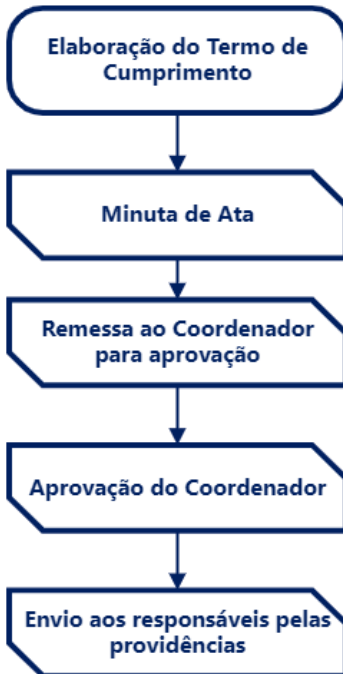 Elaboração do Termo de
Cumprimento
Minuta de Ata
Remessa ao Coordenador
para aprovação
Aprovação do Coordenador
Envio aos responsáveis pelas
providências